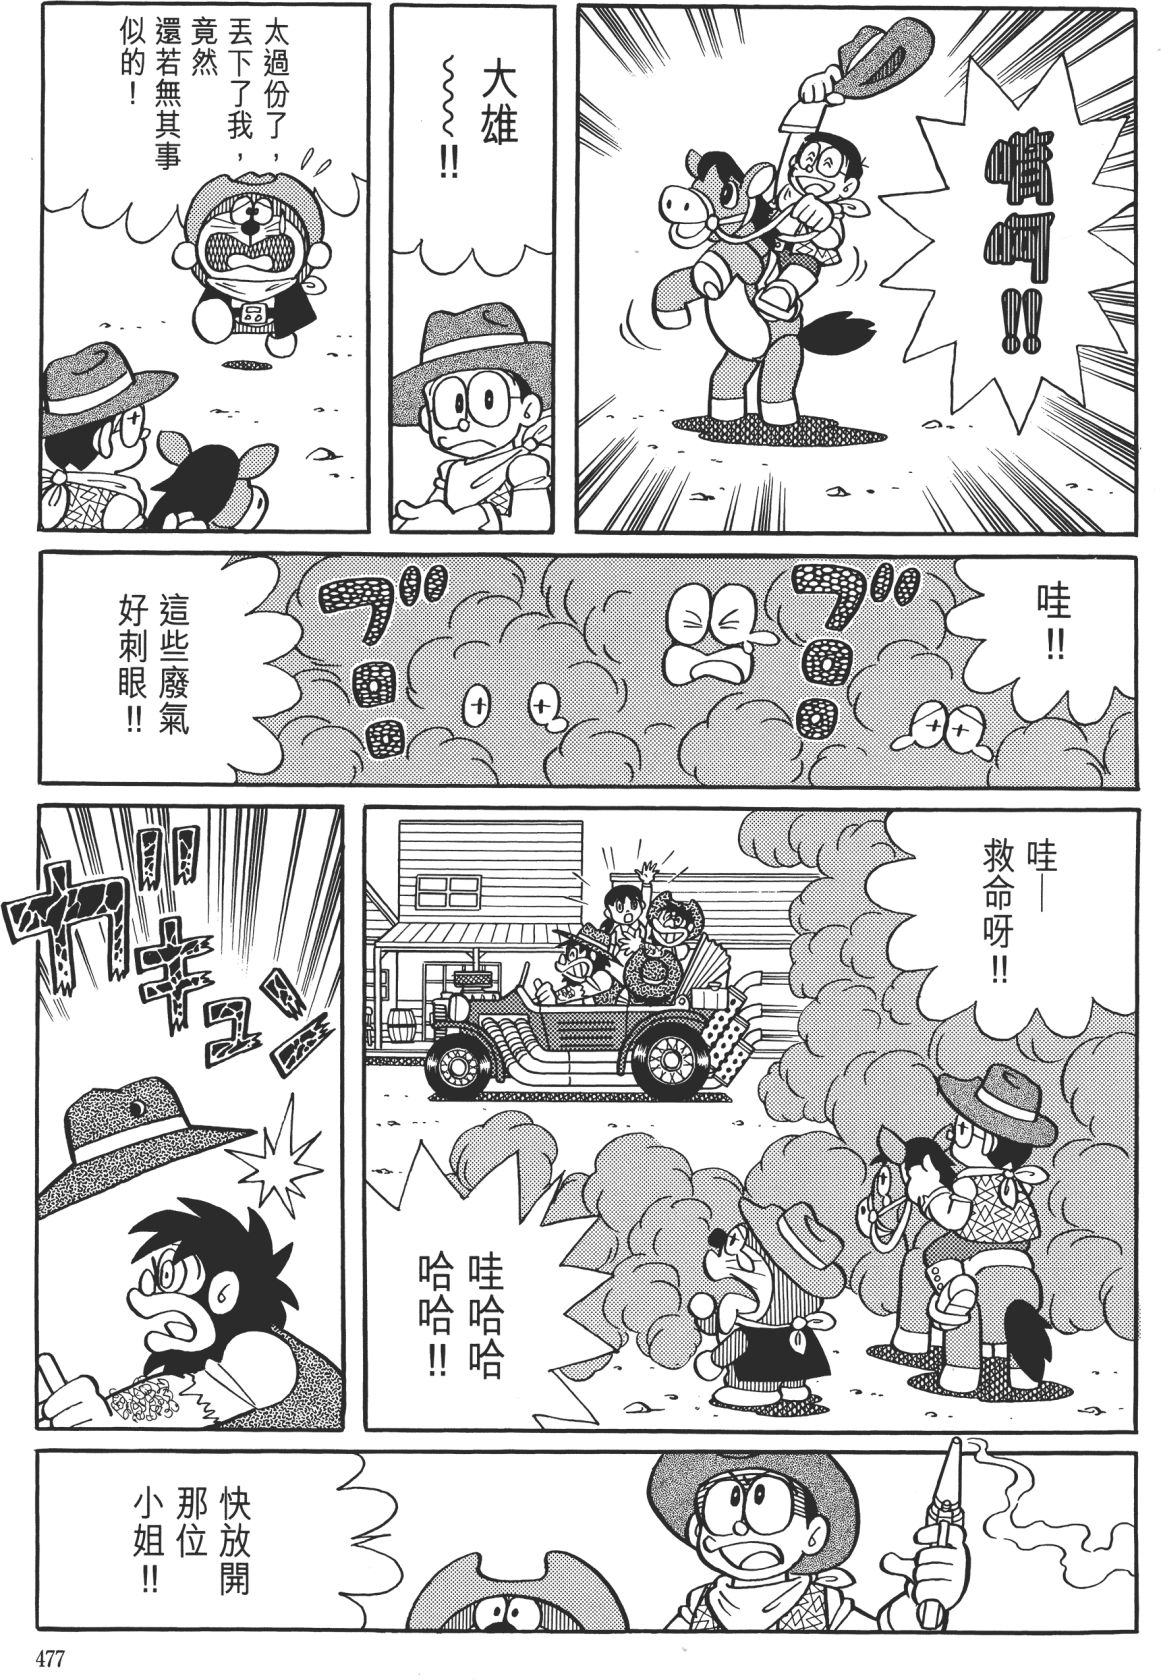 嘶呵!!
大雄
～～!!
太過份了，
丟下了我，
竟然
還若無其事
似的！
哇!!
ブロロ
ブロロ
這些廢氣
好刺眼!!
哇—
救命呀!!
哇哈哈
哈哈!!
ガキューン
快放開
那位
小姐!!
477